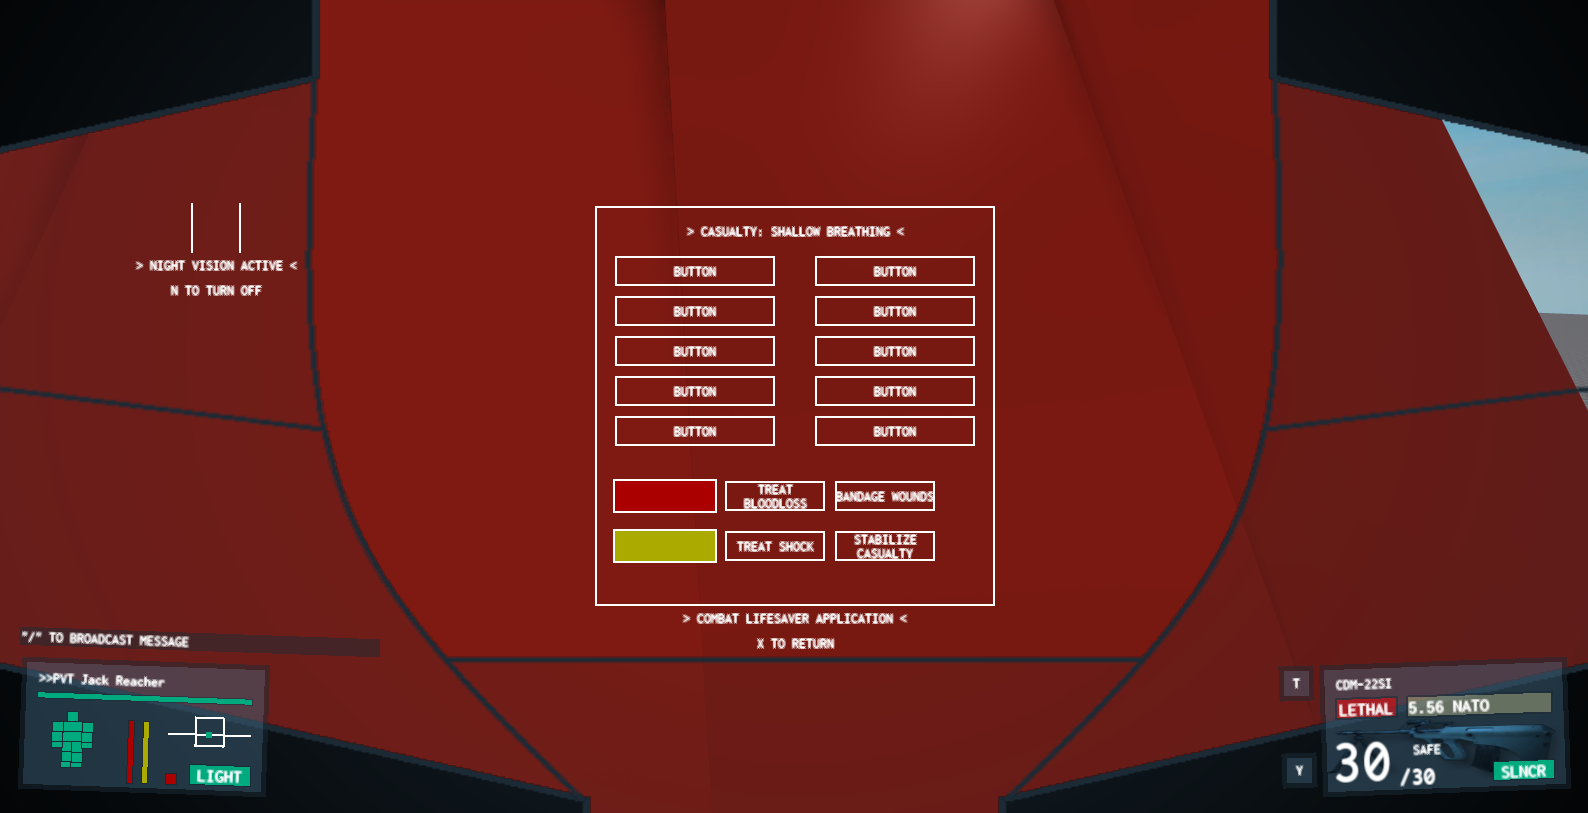 > CASUALTY: SHALLOW BREATHING <
BUTTON BUTTON
BUTTON BUTTON
BUTTON BUTTON
BUTTON BUTTON
BUTTON BUTTON
TREAT
BLOODLOSS
BANDAGE WOUNDS
TREAT SHOCK
STABILIZE
CASUALTY
> COMBAT LIFESAVER APPLICATION <
X TO RETURN
> NIGHT VISION ACTIVE <
N TO TURN OFF
"/" TO BROADCAST MESSAGE
>>PVT Jack Reacher
LIGHT
T
CDM-22SI
LETHAL 5.56 NATO
Y
30 /30
SAFE
SLNCR